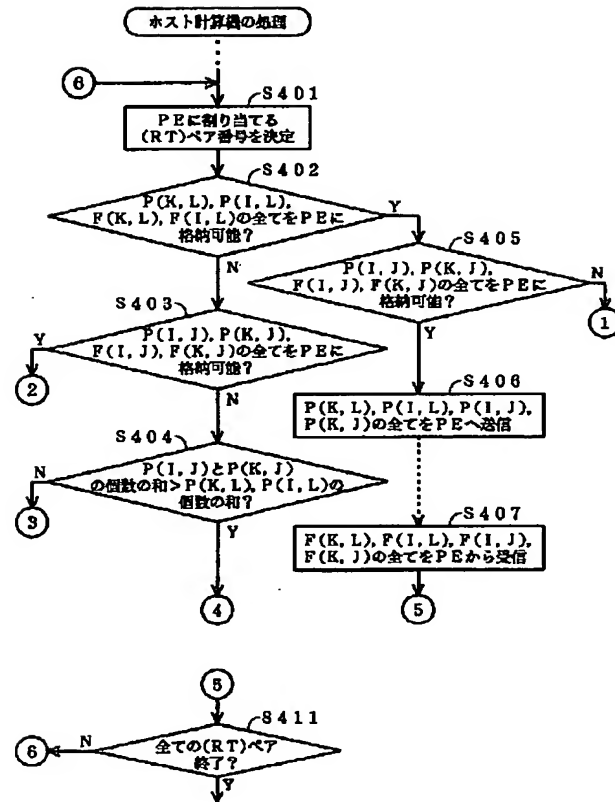 ホスト計算機の処理
6
S401
PEに割り当てる
(RT)ペア番号を決定
S402
P(K, L), P(I, L),
F(K, L), F(I, L)の全てをPEに
格納可能?
Y
N
S405
P(I, J), P(K, J),
F(I, J), F(K, J)の全てをPEに
格納可能?
N
1
Y
S403
P(I, J), P(K, J),
F(I, J), F(K, J)の全てをPEに
格納可能?
Y
2
N
S406
P(K, L), P(I, L), P(I, J),
P(K, J)の全てをPEへ送信
S404
P(I, J)とP(K, J)
の個数の和>P(K, L), P(I, L)の
個数の和?
N
3
Y
4
S407
F(K, L), F(I, L), F(I, J),
F(K, J)の全てをPEから受信
5
5
S411
全ての(RT)ペア
終了?
N
6
Y